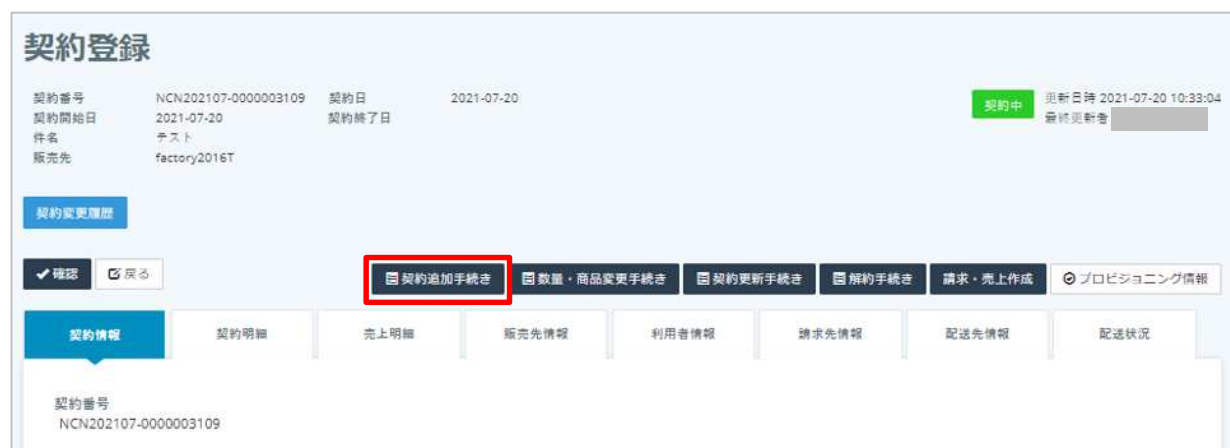 契約登録
契約番号 NCN202107-0000003109 契約日 2021-07-20
契約開始日 2021-07-20 契約終了日
件名 テスト
販売先 factory2016T
契約中
更新日時 2021-07-20 10:33:04
最終更新者
契約変更履歴
確認 戻る 契約追加手続き 数量・商品変更手続き 契約更新手続き 解約手続き 請求・売上作成 プロビジョニング情報
契約情報 契約明細 売上明細 販売先情報 利用者情報 請求先情報 配送先情報 配送状況
契約番号
NCN202107-0000003109